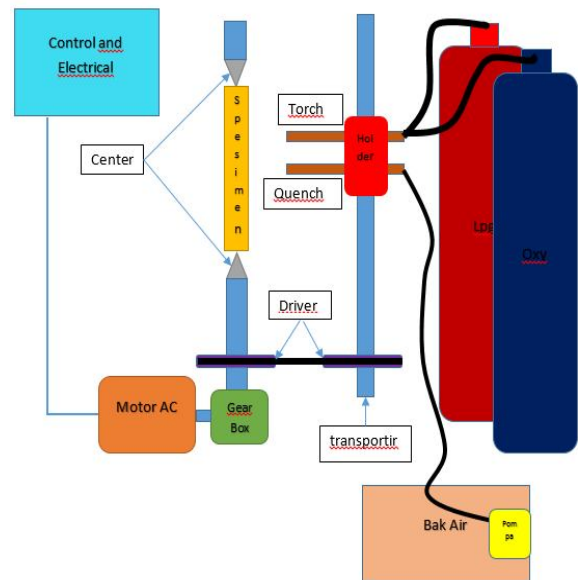 Control and
Electrical
S
p
e
s
i
m
e
n
Torch
Hol
der
Center
Quench
Lpg
Oxy
Driver
Motor AC
Gear
Box
transportir
Bak Air
Pom
pa